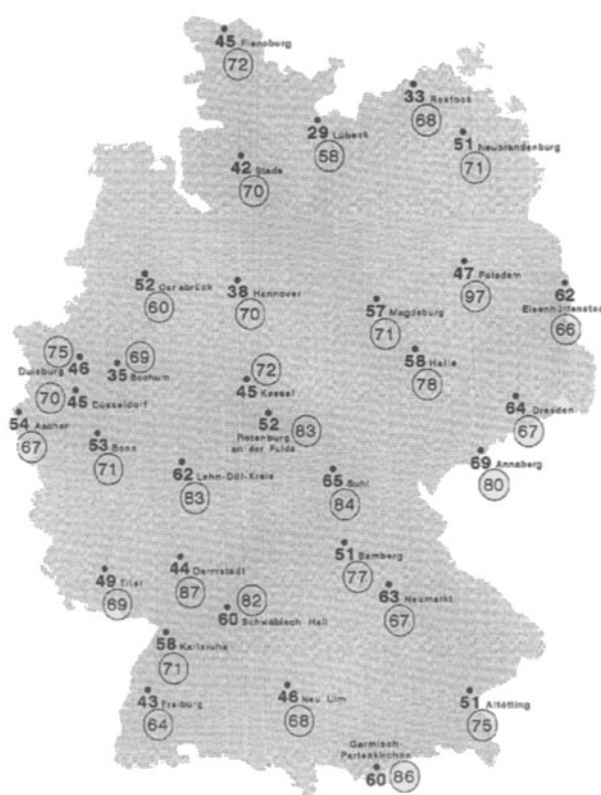 45 Flensburg
72
33 Rostock
68
29 Lübeck
58
51 Neubrandenburg
71
42 Stade
70
47 Potsdam
97
52 Osnabrück
60
38 Hannover
70
62
Eisenhüttenstadt
66
57 Magdeburg
71
58 Halle
78
75
Duisburg 46
69
35 Bochum
72
45 Kassel
70
45 Düsseldorf
54 Aachen
67
64 Dresden
67
52
Rotenburg
an der Fulda
83
53 Bonn
71
69 Annaberg
80
62 Lahn-Dill-Kreis
83
65 Suhl
84
51 Bamberg
77
49 Trier
69
44 Darmstadt
87
63 Neumarkt
67
82
60 Schwäbisch Hall
58 Karlsruhe
71
43 Freiburg
64
46 Neu Ulm
68
51 Altötting
75
Garmisch-
Partenkirchen
60
86